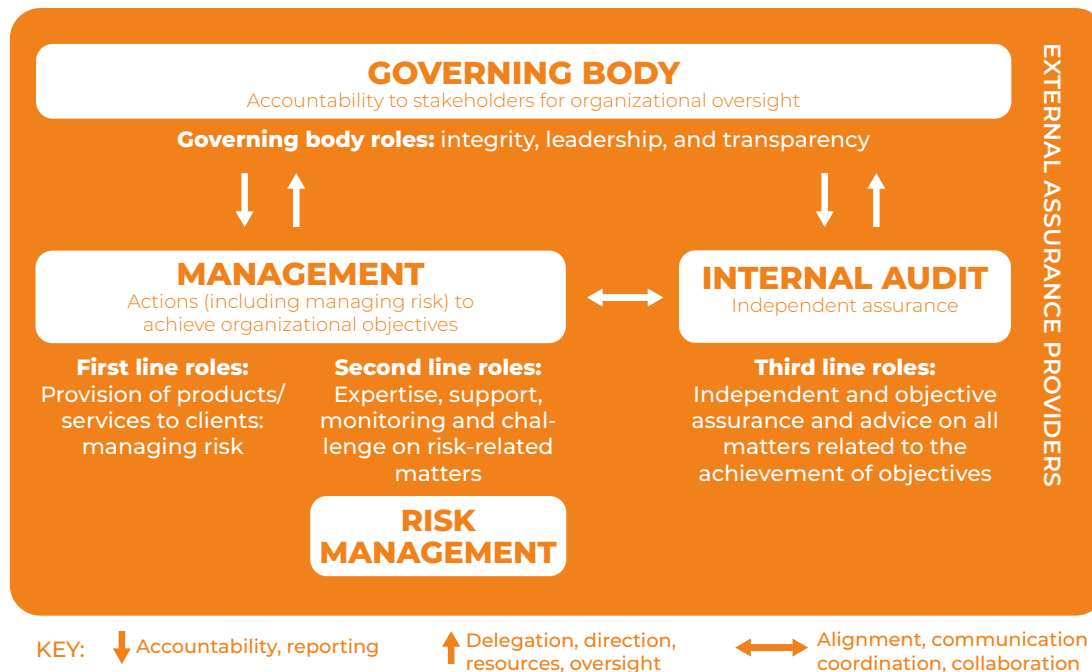 GOVERNING BODY
Accountability to stakeholders for organizational oversight
Governing body roles: integrity, leadership, and transparency
MANAGEMENT
Actions (including managing risk) to
achieve organizational objectives
INTERNAL AUDIT
Independent assurance
First line roles:
Provision of products/
services to clients:
managing risk
Second line roles:
Expertise, support,
monitoring and chal-
lenge on risk-related
matters
RISK
MANAGEMENT
Third line roles:
Independent and objective
assurance and advice on all
matters related to the
achievement of objectives
EXTERNAL ASSURANCE PROVIDERS
KEY:
Accountability, reporting
Delegation, direction,
resources, oversight
Alignment, communication
coordination, collaboration